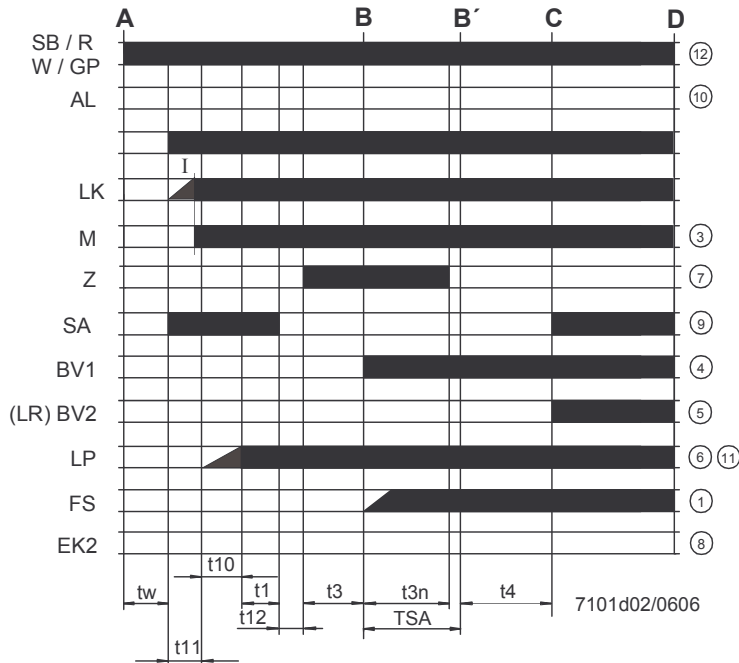 A B B´ C D
SB / R
W / GP
12
AL
10
I
LK
M
3
Z
7
SA
9
BV1
4
(LR) BV2
5
LP
6 11
FS
1
EK2
8
t10
tw t1 t3 t3n t4
7101d02/0606
t12 TSA
t11